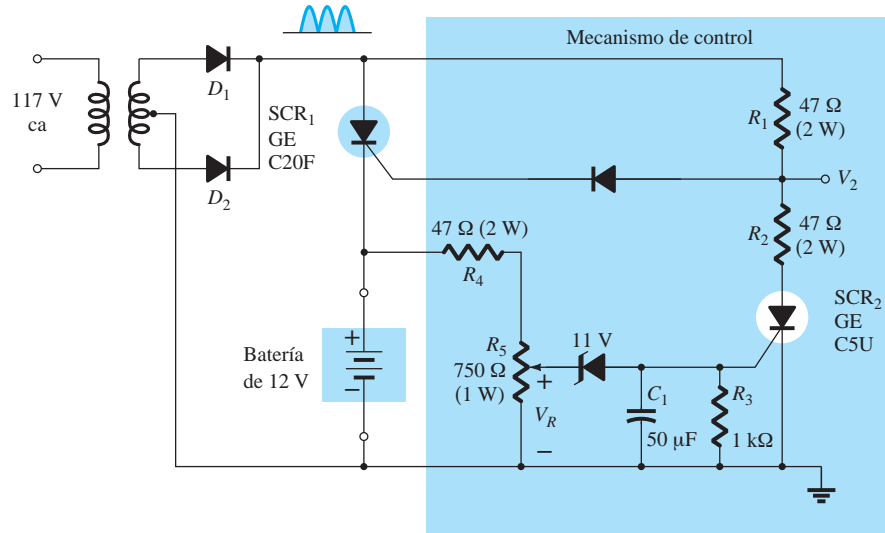 Mecanismo de control
117 V
ca
D1
D2
SCR1
GE
C20F
R1
47 Ω
(2 W)
V2
R2
47 Ω
(2 W)
47 Ω (2 W)
R4
SCR2
GE
C5U
Batería
de 12 V
+
−
R5
750 Ω
(1 W)
+
VR
−
11 V
C1
50 μF
R3
1 kΩ